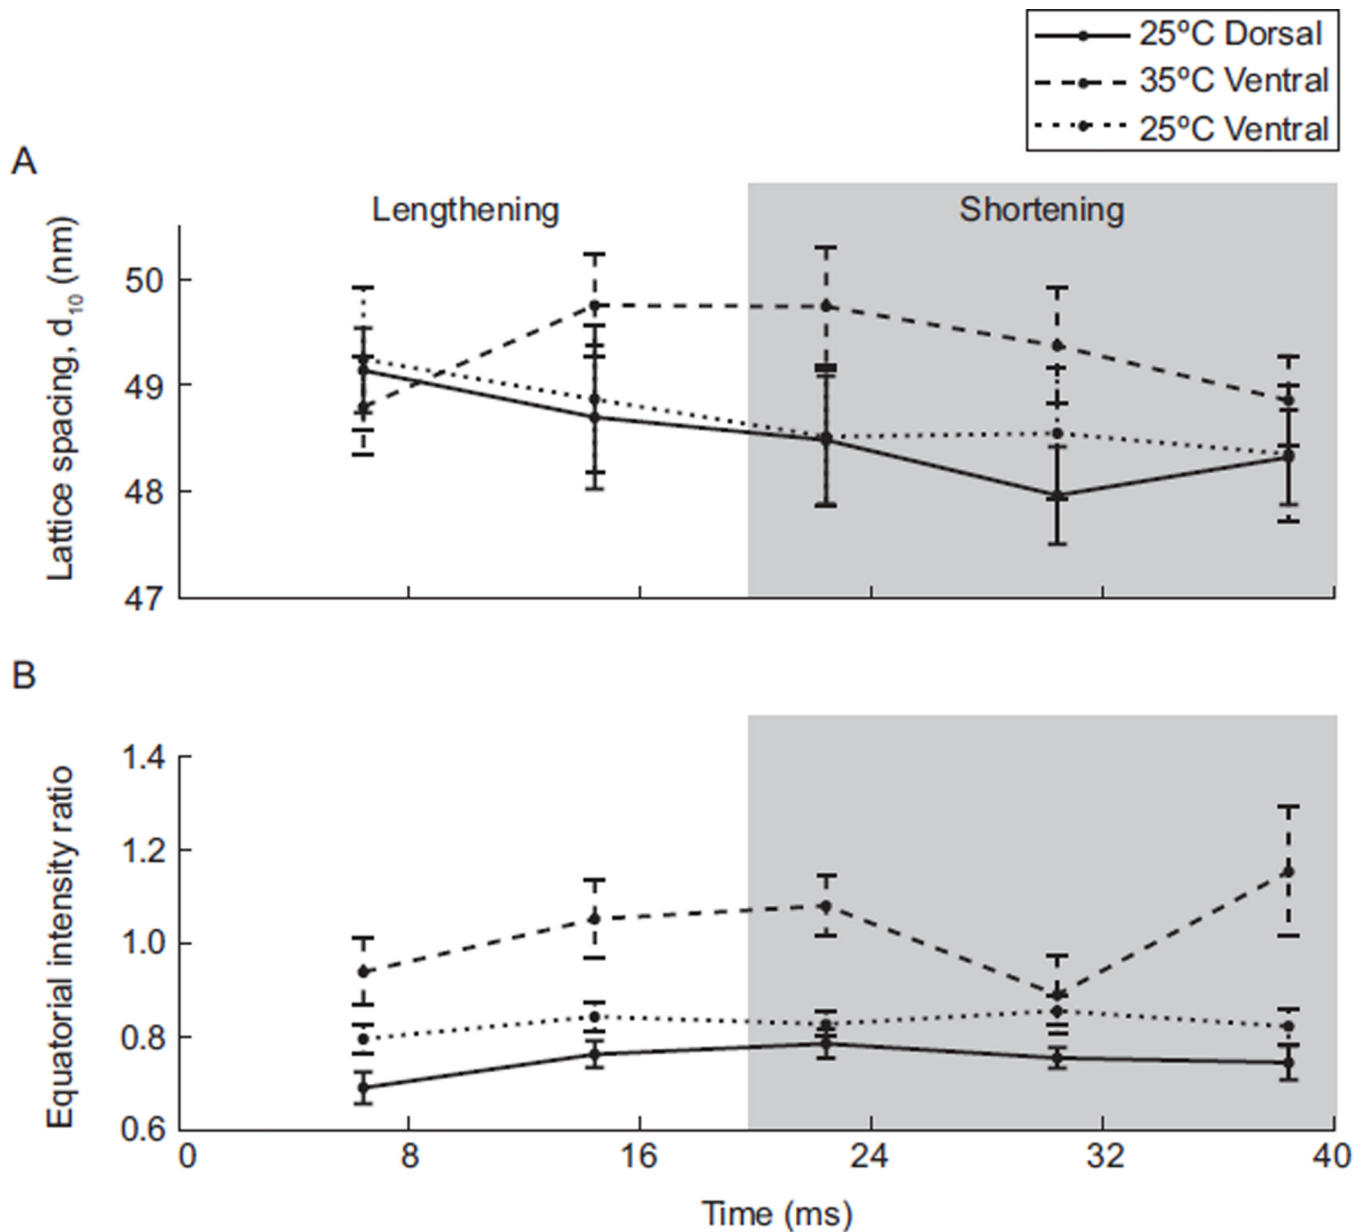 25ºC Dorsal
35ºC Ventral
25ºC Ventral
A
Lengthening
Shortening
Lattice spacing, d10 (nm)
50
49
48
47
B
Equatorial intensity ratio
1.4
1.2
1.0
0.8
0.6
0 8 16 24 32 40
Time (ms)